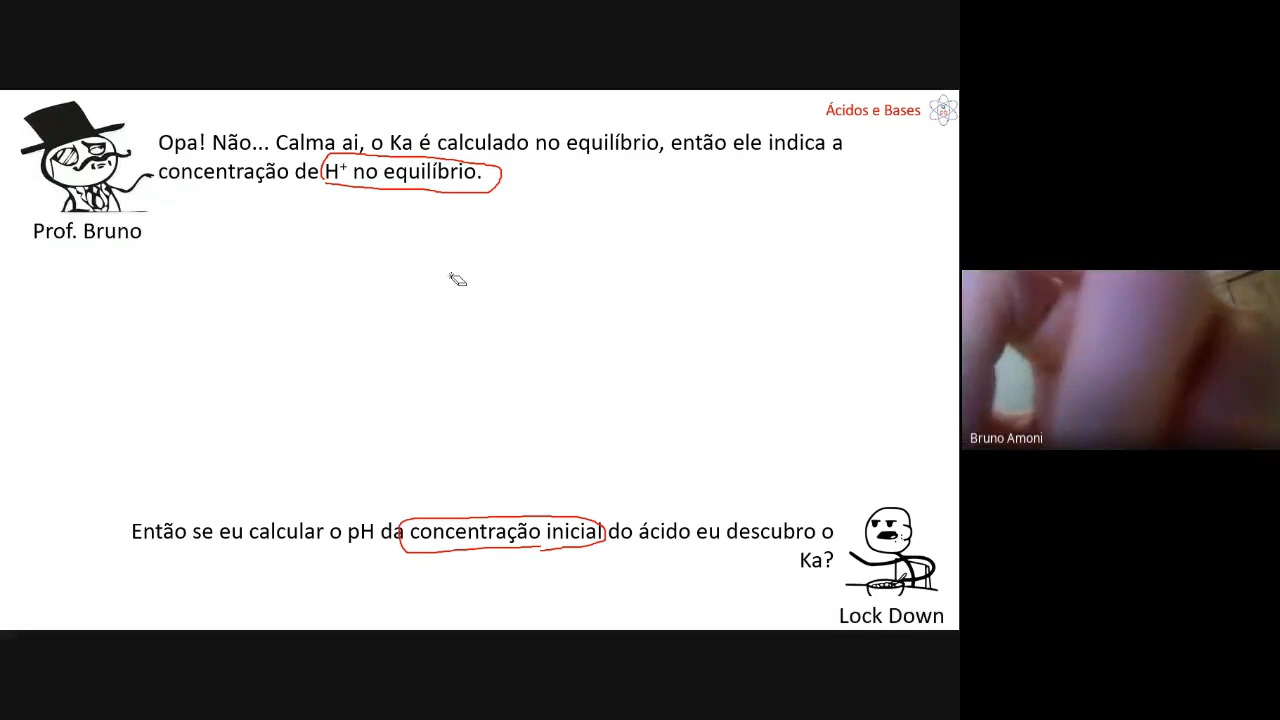 Ácidos e Bases
Opa! Não... Calma ai, o Ka é calculado no equilíbrio, então ele indica a
concentração de H⁺ no equilíbrio.
Prof. Bruno
Bruno Amoni
Então se eu calcular o pH da concentração inicial do ácido eu descubro o
Ka?
Lock Down